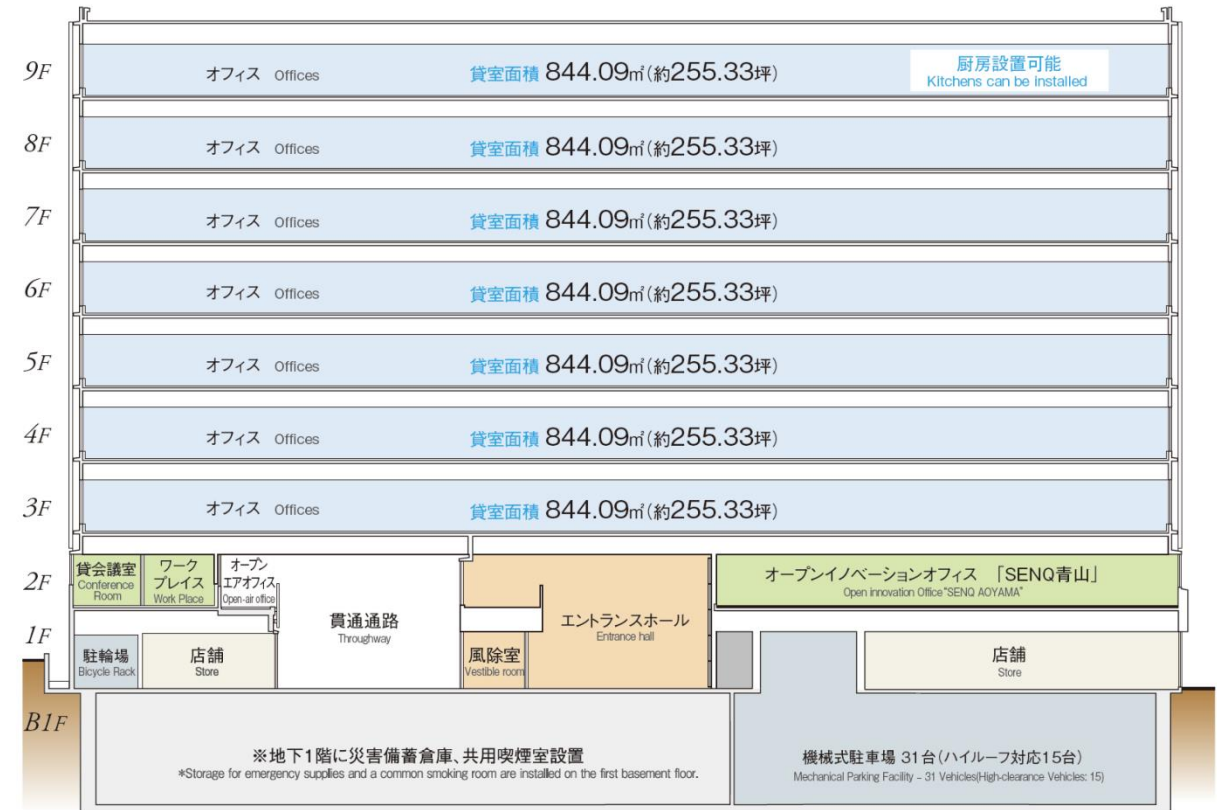 9F オフィス Offices 貸室面積 844.09㎡(約255.33坪) 厨房設置可能
Kitchens can be installed
8F オフィス Offices 貸室面積 844.09㎡(約255.33坪)
7F オフィス Offices 貸室面積 844.09㎡(約255.33坪)
6F オフィス Offices 貸室面積 844.09㎡(約255.33坪)
5F オフィス Offices 貸室面積 844.09㎡(約255.33坪)
4F オフィス Offices 貸室面積 844.09㎡(約255.33坪)
3F オフィス Offices 貸室面積 844.09㎡(約255.33坪)
2F
貸会議室
Conference
Room
ワーク
プレイス
Work Place
オープン
エアオフィス
Open-air office
オープンイノベーションオフィス 「SENQ青山」
Open innovation Office"SENQ AOYAMA"
1F
駐輪場
Bicycle Rack
店舗
Store
貫通通路
Throughway
風除室
Vestible room
エントランスホール
Entrance hall
店舗
Store
B1F
※地下1階に災害備蓄倉庫、共用喫煙室設置
*Storage for emergency supplies and a common smoking room are installed on the first basement floor.
機械式駐車場 31台(ハイルーフ対応15台)
Mechanical Parking Facility – 31 Vehicles(High-clearance Vehicles: 15)